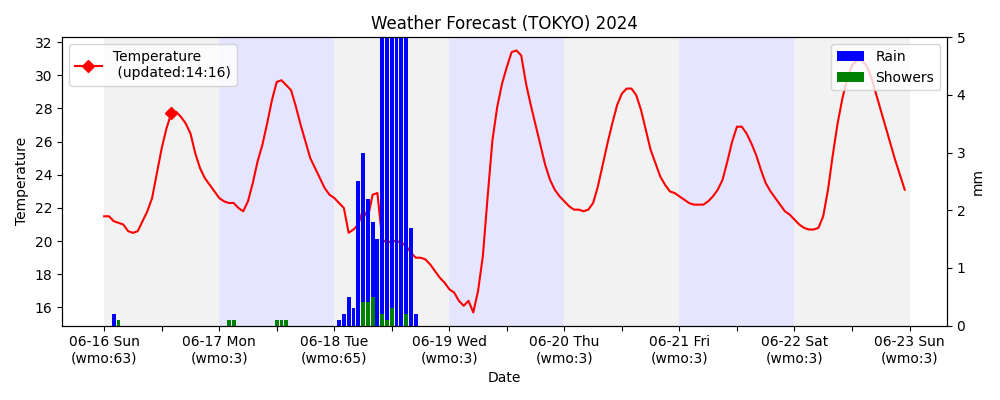 Weather Forecast (TOKYO) 2024
Temperature
(updated:14:16)
Rain
Showers
Temperature
32
30
28
26
24
22
20
18
16
5
4
3
2
1
0
mm
06-16 Sun
(wmo:63)
06-17 Mon
(wmo:3)
06-18 Tue
(wmo:65)
06-19 Wed
(wmo:3)
06-20 Thu
(wmo:3)
06-21 Fri
(wmo:3)
06-22 Sat
(wmo:3)
06-23 Sun
(wmo:3)
Date